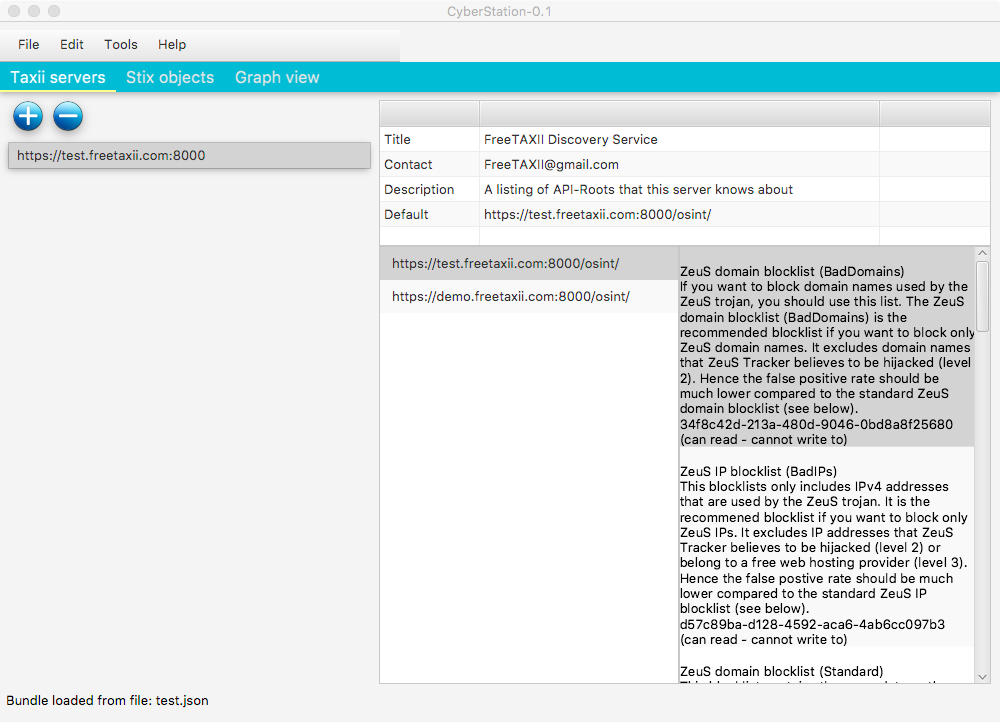 CyberStation-0.1
File Edit Tools Help
Taxii servers Stix objects Graph view
https://test.freetaxii.com:8000
Title FreeTAXII Discovery Service
Contact FreeTAXII@gmail.com
Description A listing of API-Roots that this server knows about
Default https://test.freetaxii.com:8000/osint/
https://test.freetaxii.com:8000/osint/
https://demo.freetaxii.com:8000/osint/
ZeuS domain blocklist (BadDomains)
If you want to block domain names used by the
ZeuS trojan, you should use this list. The ZeuS
domain blocklist (BadDomains) is the
recommended blocklist if you want to block only
ZeuS domain names. It excludes domain names
that ZeuS Tracker believes to be hijacked (level
2). Hence the false positive rate should be
much lower compared to the standard ZeuS
domain blocklist (see below).
34f8c42d-213a-480d-9046-0bd8a8f25680
(can read - cannot write to)
ZeuS IP blocklist (BadIPs)
This blocklists only includes IPv4 addresses
that are used by the ZeuS trojan. It is the
recommened blocklist if you want to block only
ZeuS IPs. It excludes IP addresses that ZeuS
Tracker believes to be hijacked (level 2) or
belong to a free web hosting provider (level 3).
Hence the false postive rate should be much
lower compared to the standard ZeuS IP
blocklist (see below).
d57c89ba-d128-4592-aca6-4ab6cc097b3
(can read - cannot write to)
ZeuS domain blocklist (Standard)
Bundle loaded from file: test.json